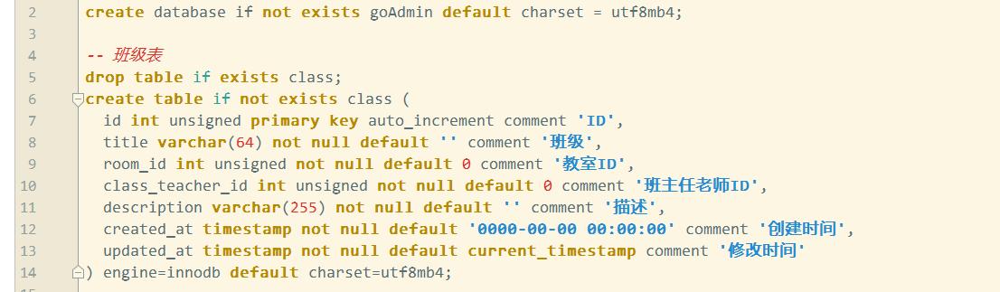 2 create database if not exists goAdmin default charset = utf8mb4;
3
4 -- 班级表
5 drop table if exists class;
6 create table if not exists class (
7 id int unsigned primary key auto_increment comment 'ID',
8 title varchar(64) not null default '' comment '班级',
9 room_id int unsigned not null default 0 comment '教室ID',
10 class_teacher_id int unsigned not null default 0 comment '班主任老师ID',
11 description varchar(255) not null default '' comment '描述',
12 created_at timestamp not null default '0000-00-00 00:00:00' comment '创建时间',
13 updated_at timestamp not null default current_timestamp comment '修改时间'
14 ) engine=innodb default charset=utf8mb4;